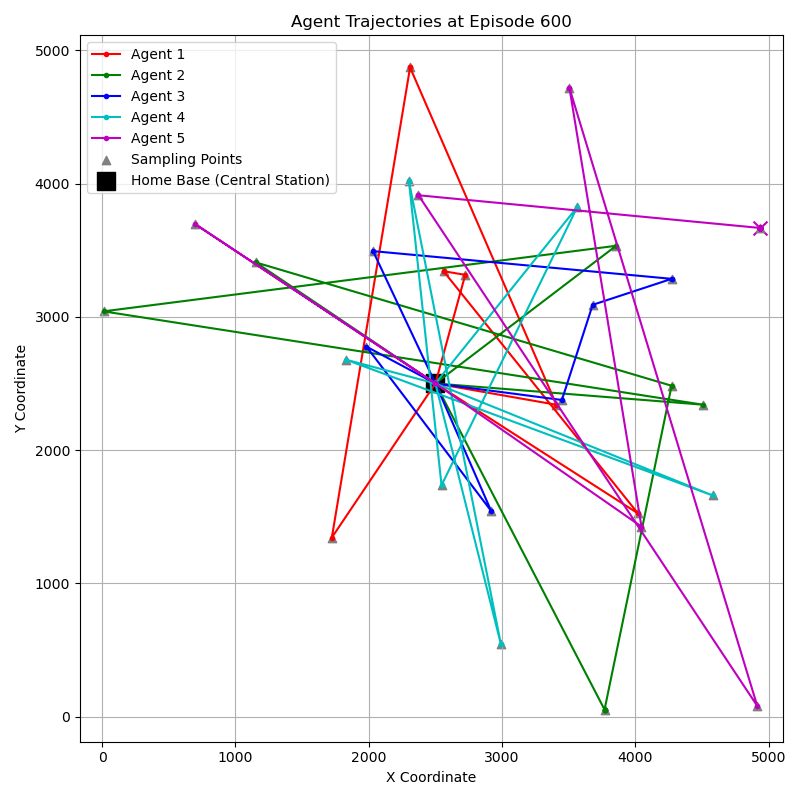 Agent Trajectories at Episode 600
Agent 1
Agent 2
Agent 3
Agent 4
Agent 5
Sampling Points
Home Base (Central Station)
5000
4000
3000
2000
1000
0
Y Coordinate
0 1000 2000 3000 4000 5000
X Coordinate